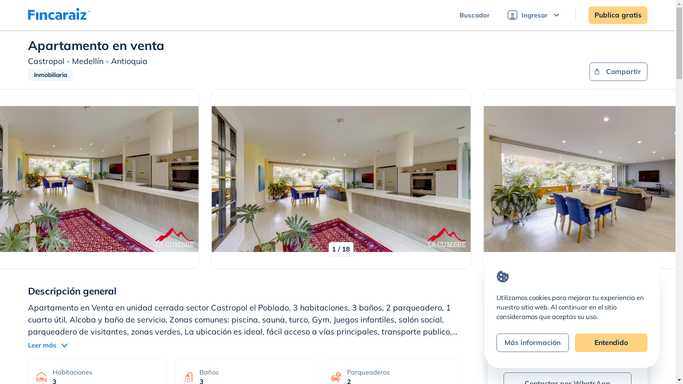 Fincaraiz
Buscador
Ingresar
Publica gratis
Apartamento en venta
Castropol - Medellín - Antioquia
Inmobiliaria
Compartir
LA CUMBRE
LA CUMBRE
1 / 18
Descripción general
Apartamento en Venta en unidad cerrada sector Castropol el Poblado. 3 habitaciones, 3 baños, 2 parqueadero, 1
cuarto útil. Alcoba y baño de servicio. Zonas comunes: piscina, sauna, turco, Gym, Juegos infantiles, salón social,
parqueadero de visitantes, zonas verdes, La ubicación es ideal, fácil acceso a vías principales, transporte publico,...
Leer más
Habitaciones
3
Baños
3
Parqueaderos
2
Utilizamos cookies para mejorar tu experiencia en
nuestro sitio web. Al continuar en el sitio
consideramos que aceptas su uso.
Más información
Entendido
Contactar por WhatsApp